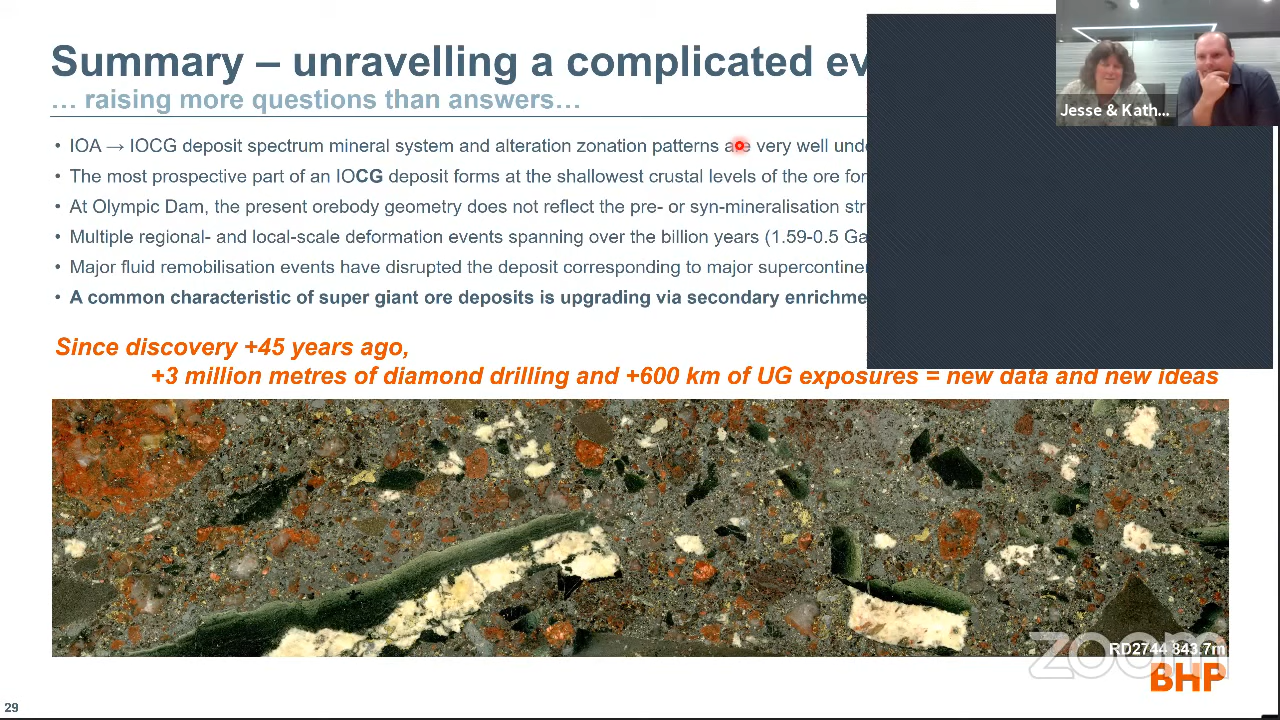 Summary – unravelling a complicated ev
… raising more questions than answers…
Jesse & Kath...
• IOA → IOCG deposit spectrum mineral system and alteration zonation patterns are very well unde
• The most prospective part of an IOCG deposit forms at the shallowest crustal levels of the ore for
• At Olympic Dam, the present orebody geometry does not reflect the pre- or syn-mineralisation str
• Multiple regional- and local-scale deformation events spanning over the billion years (1.59-0.5 Ga
• Major fluid remobilisation events have disrupted the deposit corresponding to major supercontine
• A common characteristic of super giant ore deposits is upgrading via secondary enrichme
Since discovery +45 years ago,
+3 million metres of diamond drilling and +600 km of UG exposures = new data and new ideas
RD2744 843.7m
zoom
BHP
29